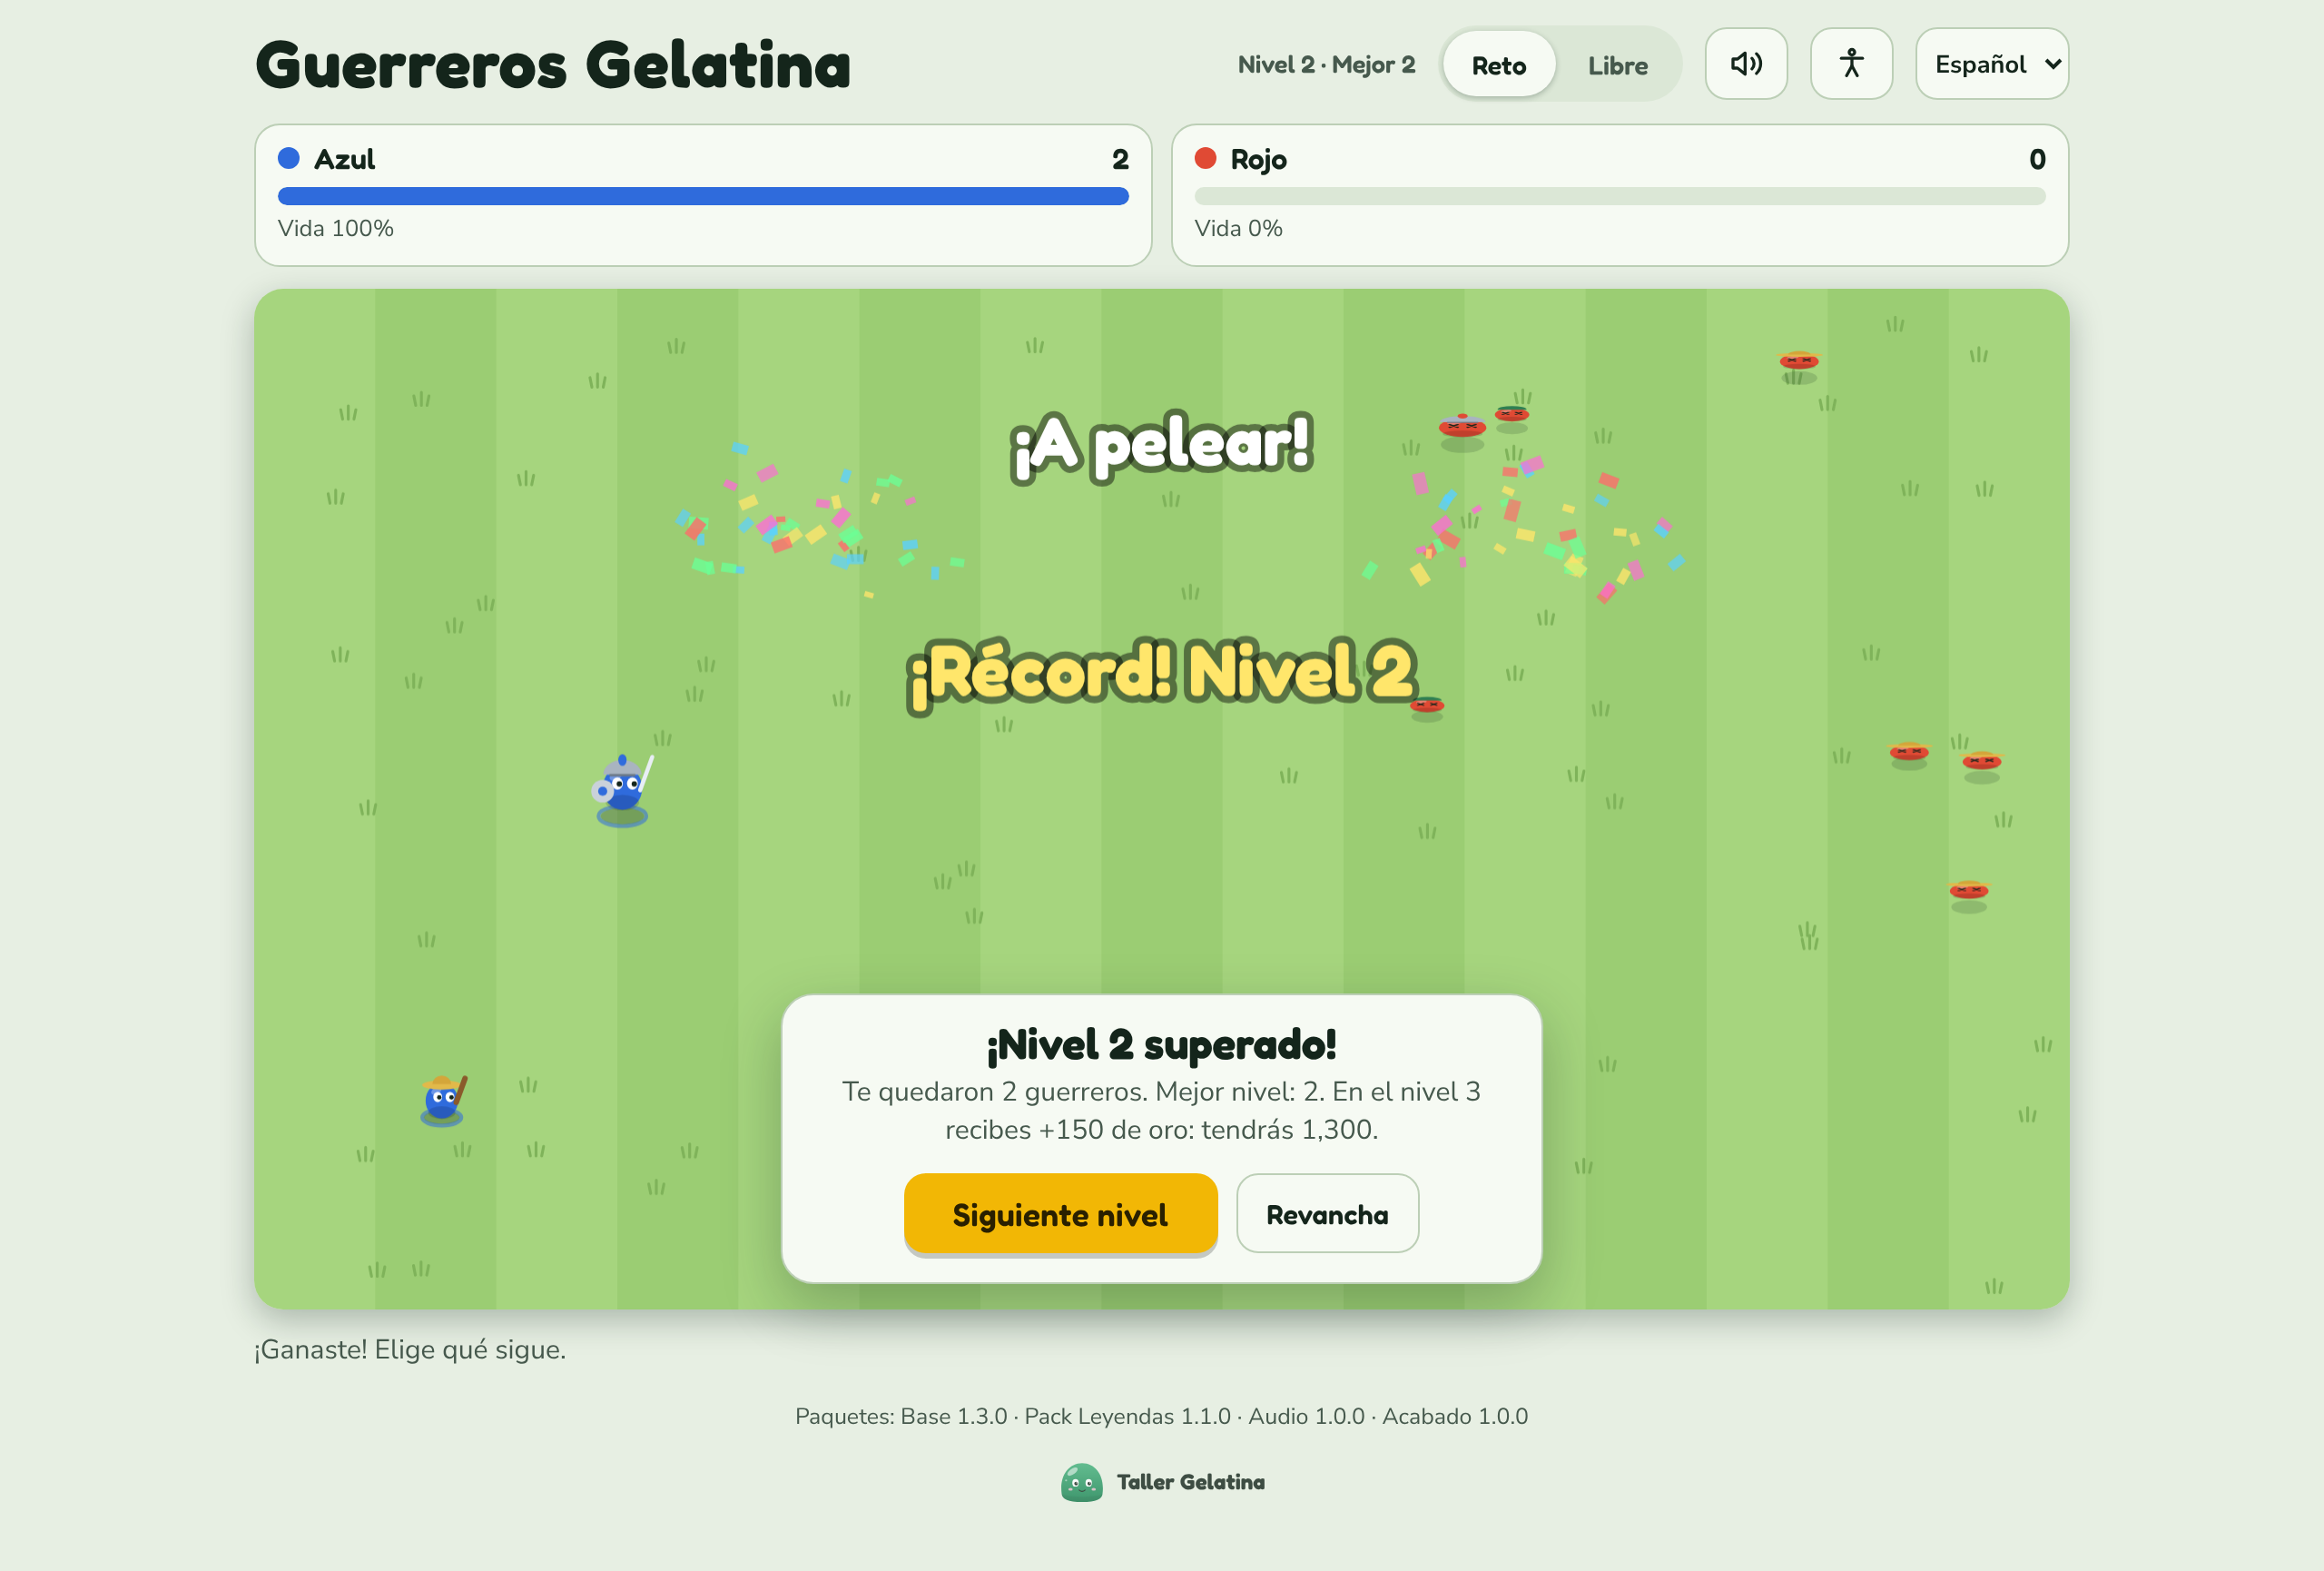 Guerreros Gelatina
Nivel 2 · Mejor 2
Reto
Libre
Español
Azul
2
Vida 100%
Rojo
0
Vida 0%
¡A pelear!
¡Récord! Nivel 2
¡Nivel 2 superado!
Te quedaron 2 guerreros. Mejor nivel: 2. En el nivel 3
recibes +150 de oro: tendrás 1,300.
Siguiente nivel
Revancha
¡Ganaste! Elige qué sigue.
Paquetes: Base 1.3.0 · Pack Leyendas 1.1.0 · Audio 1.0.0 · Acabado 1.0.0
Taller Gelatina